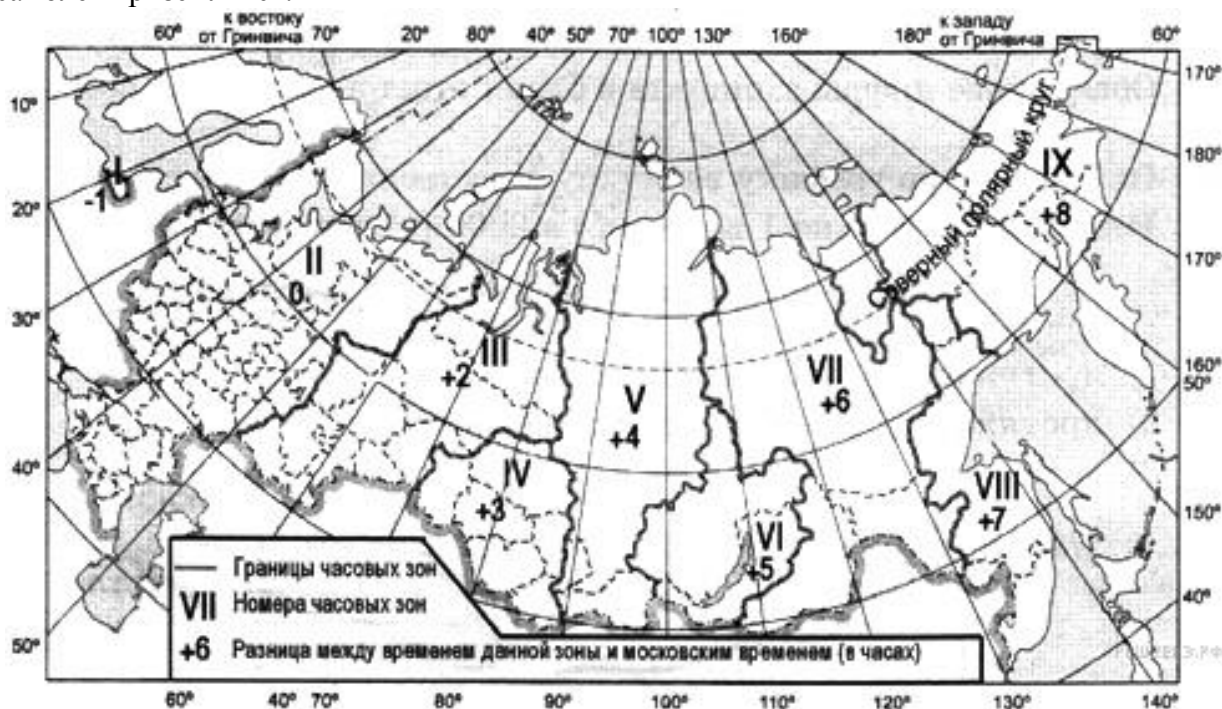 к востоку
от Гринвича
к западу
от Гринвича
60° 70° 20° 80° 40° 50° 70° 100° 130° 160° 180° 60°
170°
10°
180°
20°
170°
30°
160°
50°
40°
150°
50°
40°
Северный полярный круг
I
-1
II
0
III
+2
IV
+3
V
+4
VI
+5
VII
+6
VIII
+7
IX
+8
Границы часовых зон
VII Номера часовых зон
+6 Разница между временем данной зоны и московским временем (в часах)
60° 40° 70° 80° 90° 100° 110° 120° 130° 140°